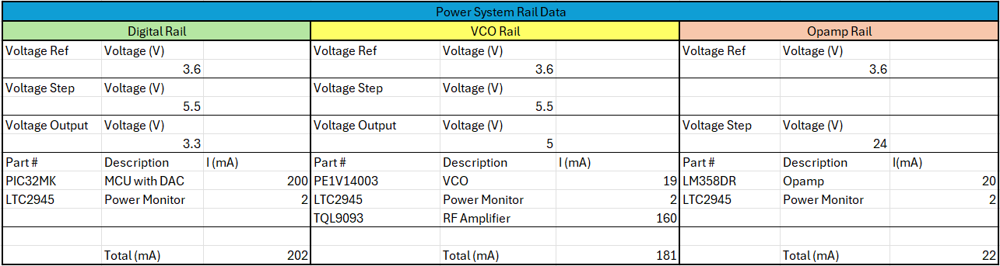 Power System Rail Data
Digital Rail VCO Rail Opamp Rail
Voltage Ref Voltage (V) Voltage Ref Voltage (V) Voltage Ref Voltage (V)
3.6 3.6 3.6
Voltage Step Voltage (V) Voltage Step Voltage (V)
5.5 5.5
Voltage Output Voltage (V) Voltage Output Voltage (V) Voltage Step Voltage (V)
3.3 5 24
Part # Description I (mA) Part # Description I (mA) Part # Description I(mA)
PIC32MK MCU with DAC 200 PE1V14003 VCO 19 LM358DR Opamp 20
LTC2945 Power Monitor 2 LTC2945 Power Monitor 2 LTC2945 Power Monitor 2
TQL9093 RF Amplifier 160
Total (mA) 202 Total (mA) 181 Total (mA) 22